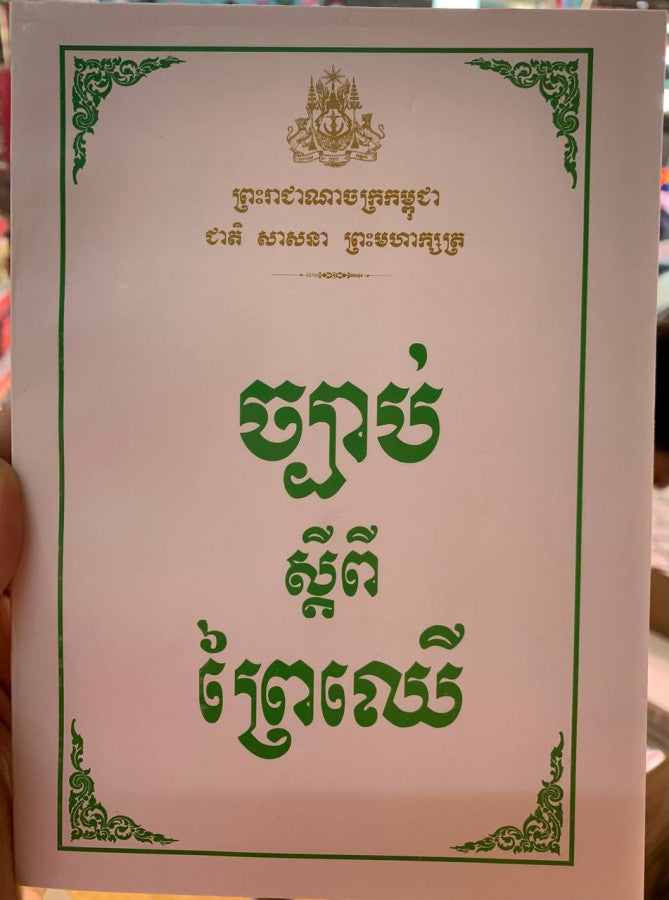 ព្រះរាជាណាចក្រកម្ពុជា
ជាតិ សាសនា ព្រះមហាក្សត្រ
ច្បាប់
ស្តីពី
ព្រៃឈើ